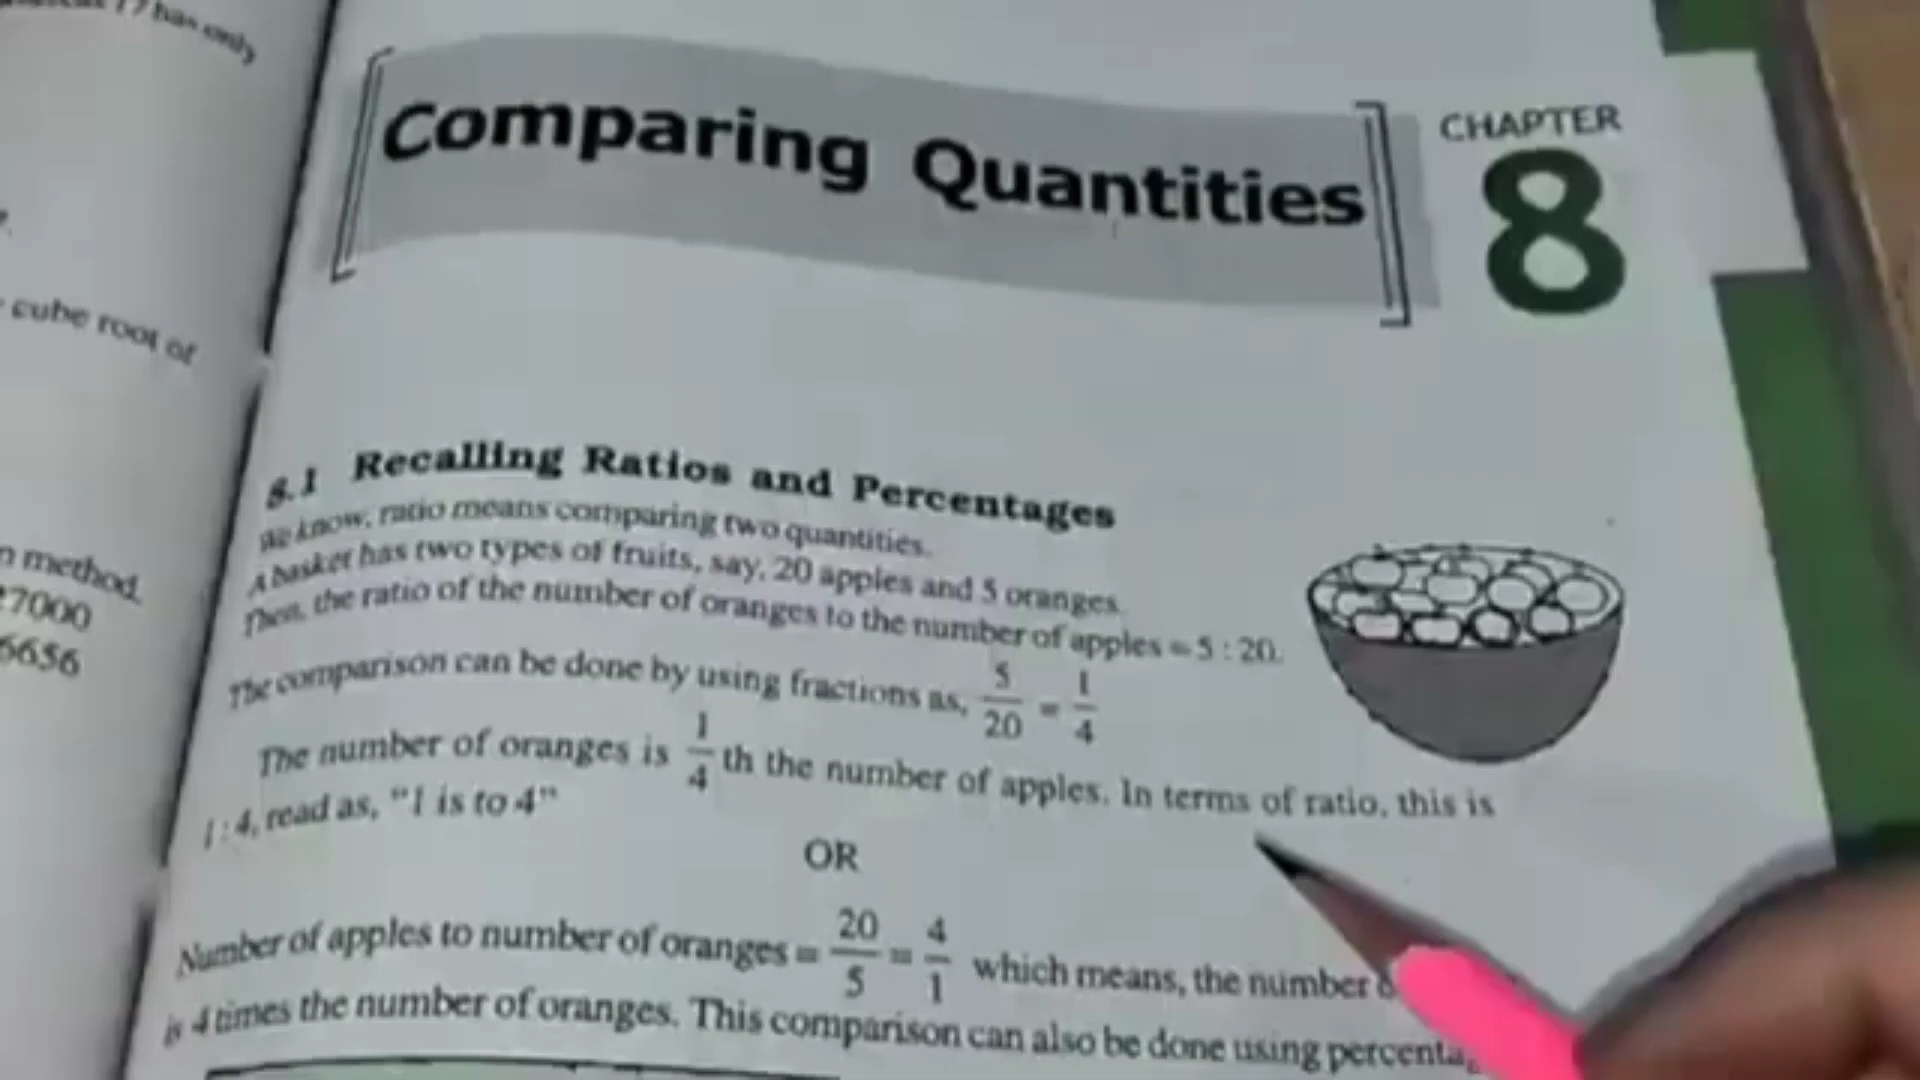 17 has only
cube root of
method.
6656
Comparing Quantities
CHAPTER
8
8.1 Recalling Ratios and Percentages
We know, ratio means comparing two quantities.
A basket has two types of fruits, say, 20 apples and 5 oranges.
Then, the ratio of the number of oranges to the number of apples = 5 : 20.
The comparison can be done by using fractions as, 5/20 = 1/4
The number of oranges is 1/4 th the number of apples. In terms of ratio, this is
1 : 4, read as, "1 is to 4"
OR
Number of apples to number of oranges = 20/5 = 4/1 which means, the number
is 4 times the number of oranges. This comparison can also be done using